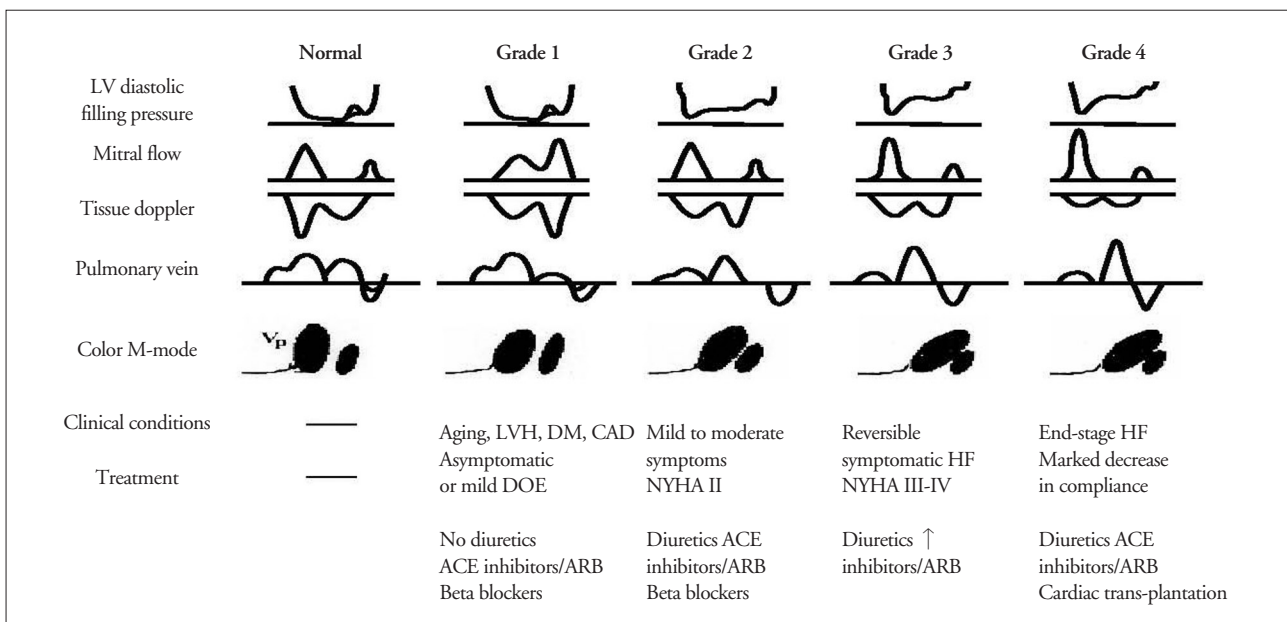 Normal Grade 1 Grade 2 Grade 3 Grade 4
LV diastolic
filling pressure
Mitral flow
Tissue doppler
Pulmonary vein
Color M-mode
Vp
Clinical conditions
Treatment
Aging, LVH, DM, CAD
Asymptomatic
or mild DOE
No diuretics
ACE inhibitors/ARB
Beta blockers
Mild to moderate
symptoms
NYHA II
Diuretics ACE
inhibitors/ARB
Beta blockers
Reversible
symptomatic HF
NYHA III-IV
Diuretics ↑
inhibitors/ARB
End-stage HF
Marked decrease
in compliance
Diuretics ACE
inhibitors/ARB
Cardiac trans-plantation